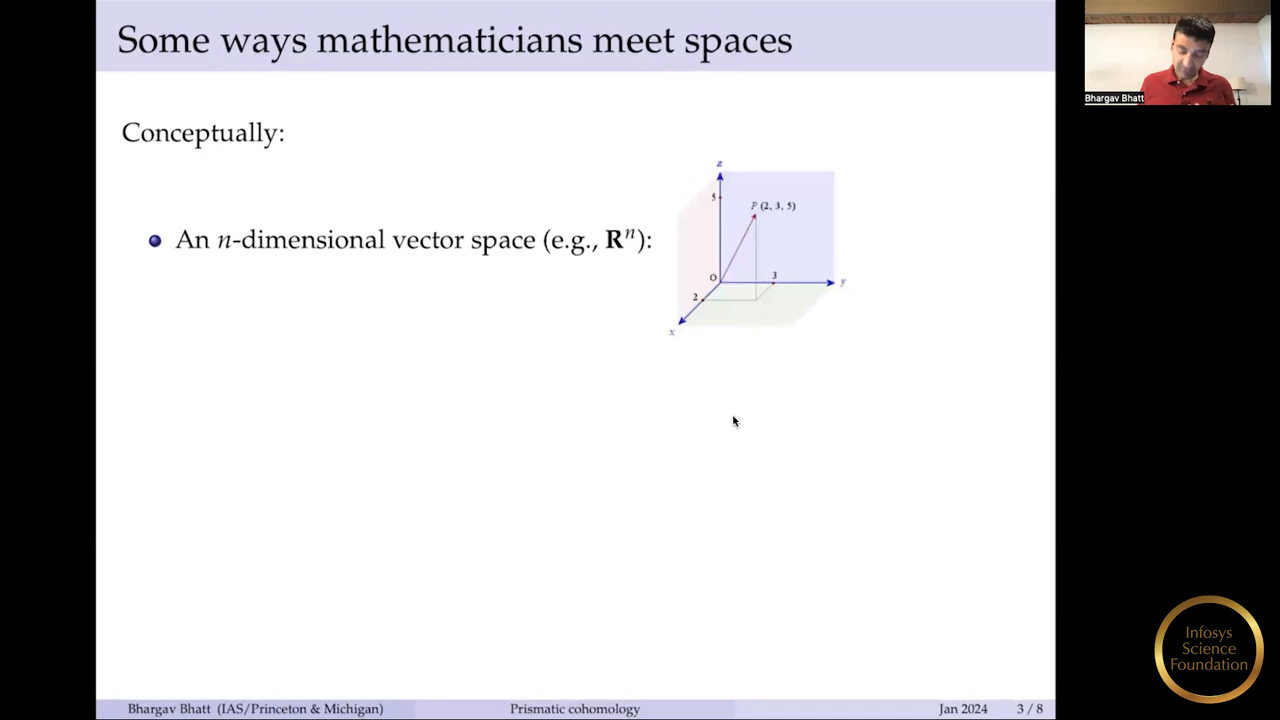 Some ways mathematicians meet spaces
Bhargav Bhatt
Conceptually:
An n-dimensional vector space (e.g., Rⁿ):
z
5
P (2, 3, 5)
O
3
y
2
x
Infosys
Science
Foundation
Bhargav Bhatt (IAS/Princeton & Michigan) Prismatic cohomology Jan 2024 3 / 8